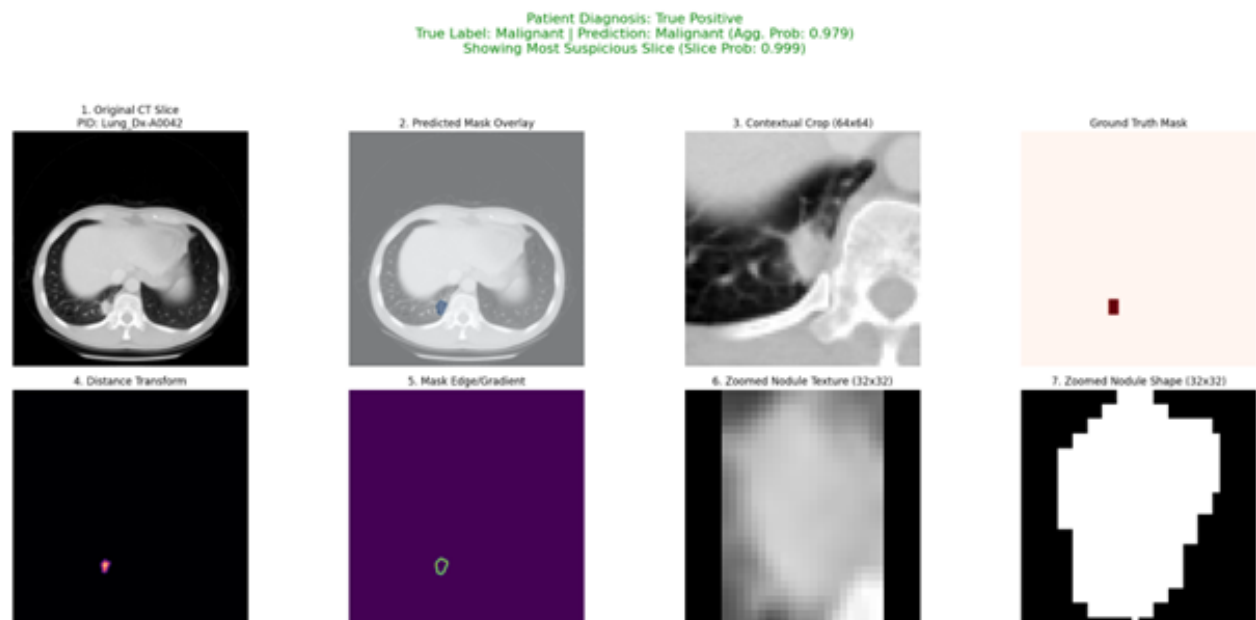 Patient Diagnosis: True Positive
True Label: Malignant | Prediction: Malignant (Agg. Prob: 0.979)
Showing Most Suspicious Slice (Slice Prob: 0.999)
1. Original CT Slice
PID: Lung_Dx-A0042
2. Predicted Mask Overlay
3. Contextual Crop (64x64)
Ground Truth Mask
4. Distance Transform
5. Mask Edge/Gradient
6. Zoomed Nodule Texture (32x32)
7. Zoomed Nodule Shape (32x32)